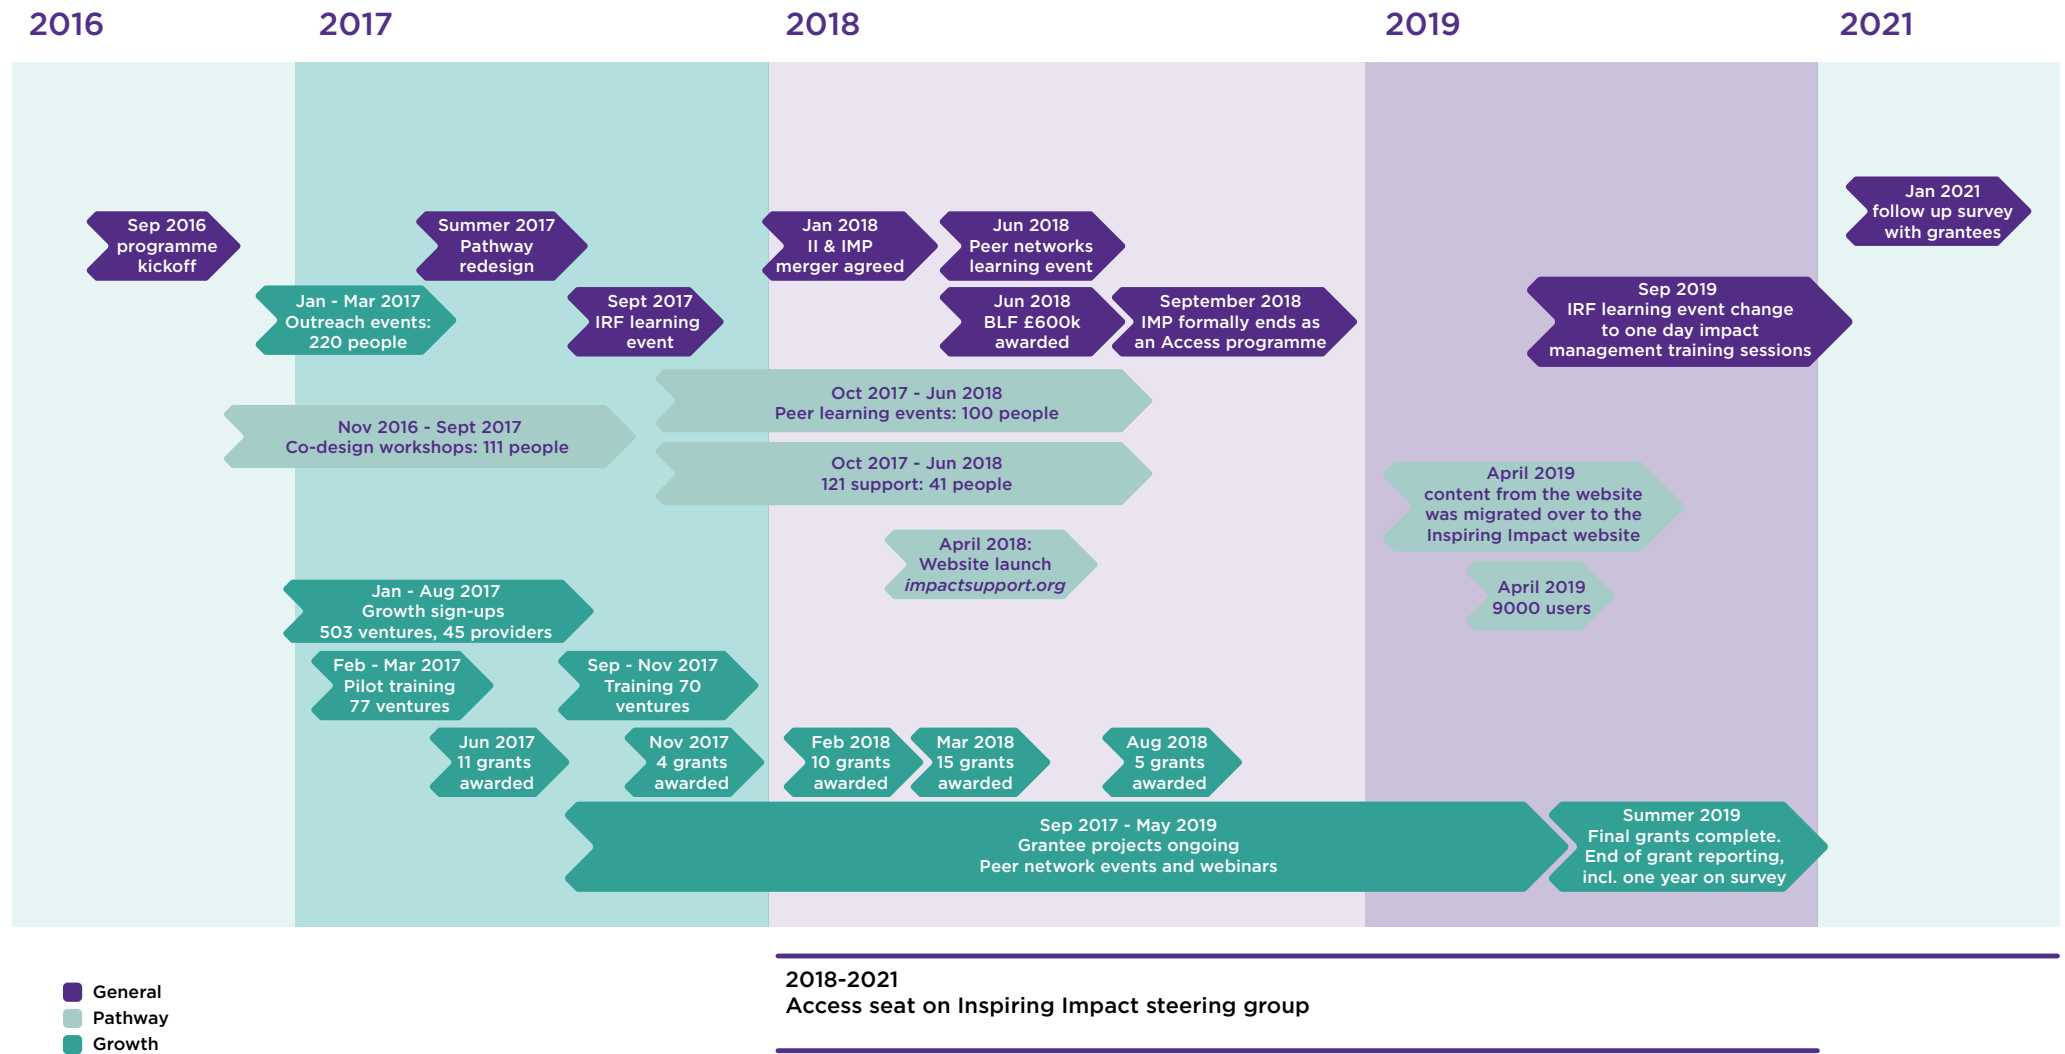 2016
2017
2018
2019
2021
Sep 2016
programme
kickoff
Summer 2017
Pathway
redesign
Jan 2018
II & IMP
merger agreed
Jun 2018
Peer networks
learning event
Jan 2021
follow up survey
with grantees
Jan - Mar 2017
Outreach events:
220 people
Sept 2017
IRF learning
event
Jun 2018
BLF £600k
awarded
September 2018
IMP formally ends as
an Access programme
Sep 2019
IRF learning event change
to one day impact
management training sessions
Oct 2017 - Jun 2018
Peer learning events: 100 people
Nov 2016 - Sept 2017
Co-design workshops: 111 people
Oct 2017 - Jun 2018
121 support: 41 people
April 2019
content from the website
was migrated over to the
Inspiring Impact website
April 2018:
Website launch
impactsupport.org
April 2019
9000 users
Jan - Aug 2017
Growth sign-ups
503 ventures, 45 providers
Feb - Mar 2017
Pilot training
77 ventures
Sep - Nov 2017
Training 70
ventures
Jun 2017
11 grants
awarded
Nov 2017
4 grants
awarded
Feb 2018
10 grants
awarded
Mar 2018
15 grants
awarded
Aug 2018
5 grants
awarded
Sep 2017 - May 2019
Grantee projects ongoing
Peer network events and webinars
Summer 2019
Final grants complete.
End of grant reporting,
incl. one year on survey
2018-2021
Access seat on Inspiring Impact steering group
General
Pathway
Growth